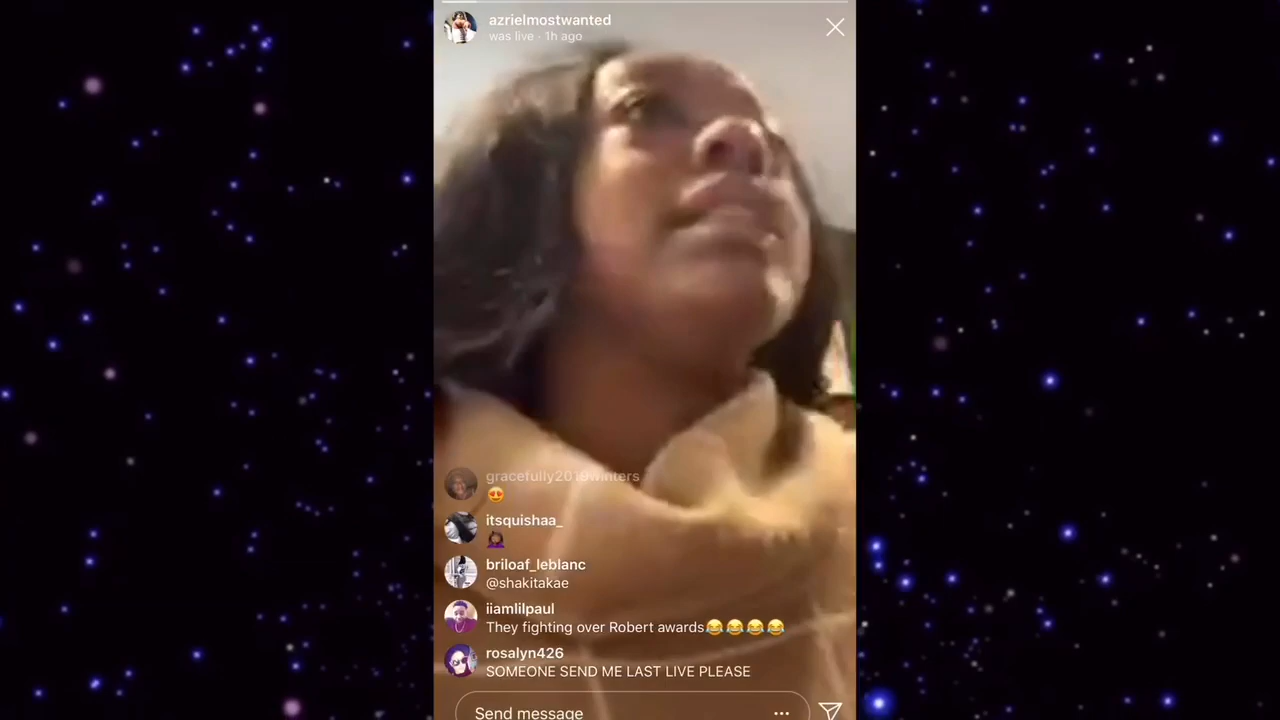 azrielmostwanted
was live · 1h ago
gracefully2019winters
😍
itsquishaa_
🤦🏾‍♀️
briloaf_leblanc
@shakitakae
iiamlilpaul
They fighting over Robert awards😂😂😂😂
rosalyn426
SOMEONE SEND ME LAST LIVE PLEASE
Send message